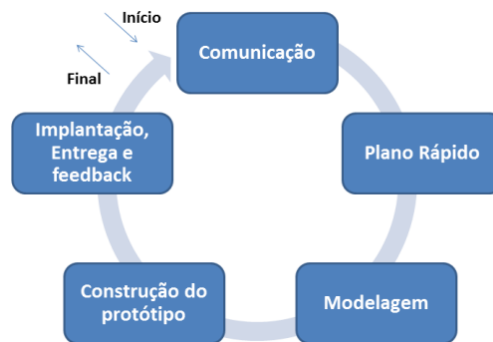 Início
Comunicação
Final
Plano Rápido
Modelagem
Construção do
protótipo
Implantação,
Entrega e
feedback